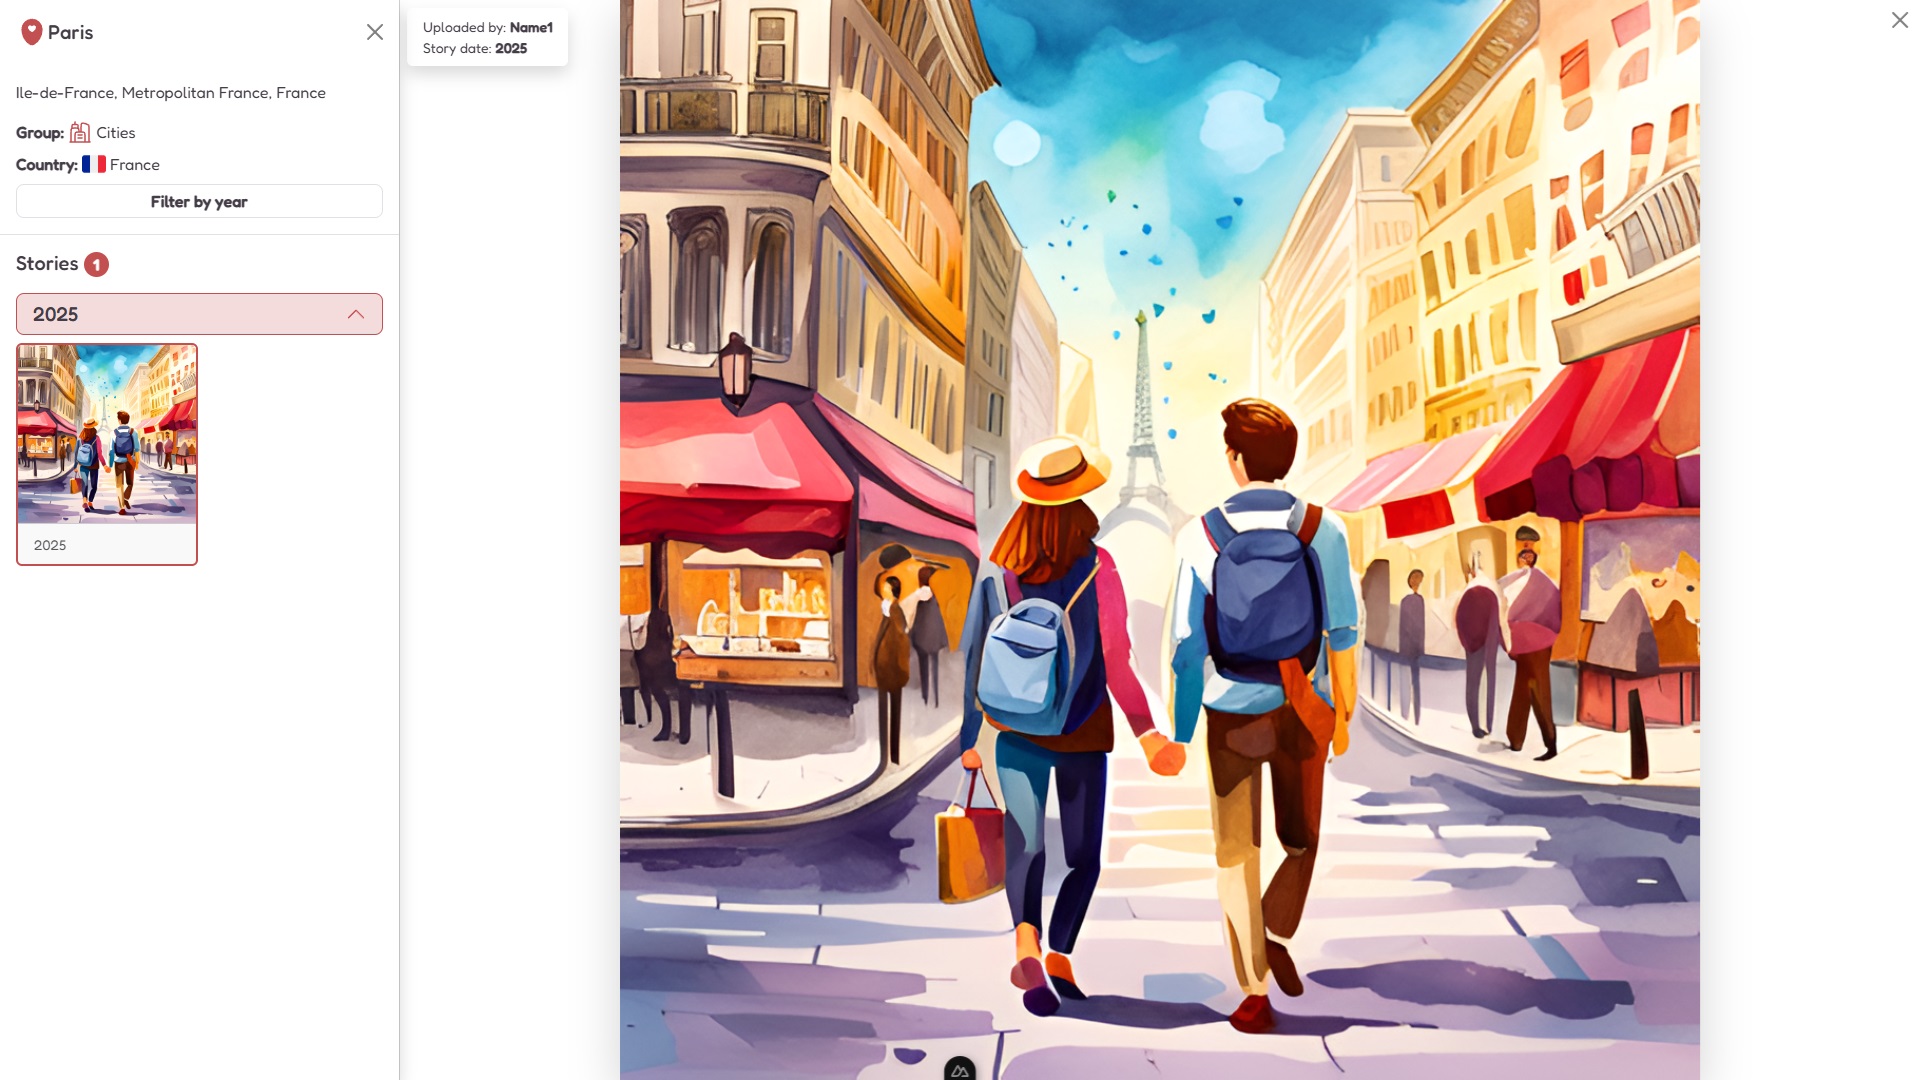 Paris
Ile-de-France, Metropolitan France, France
Group: Cities
Country: France
Filter by year
Stories 1
2025
2025
Uploaded by: Name1
Story date: 2025